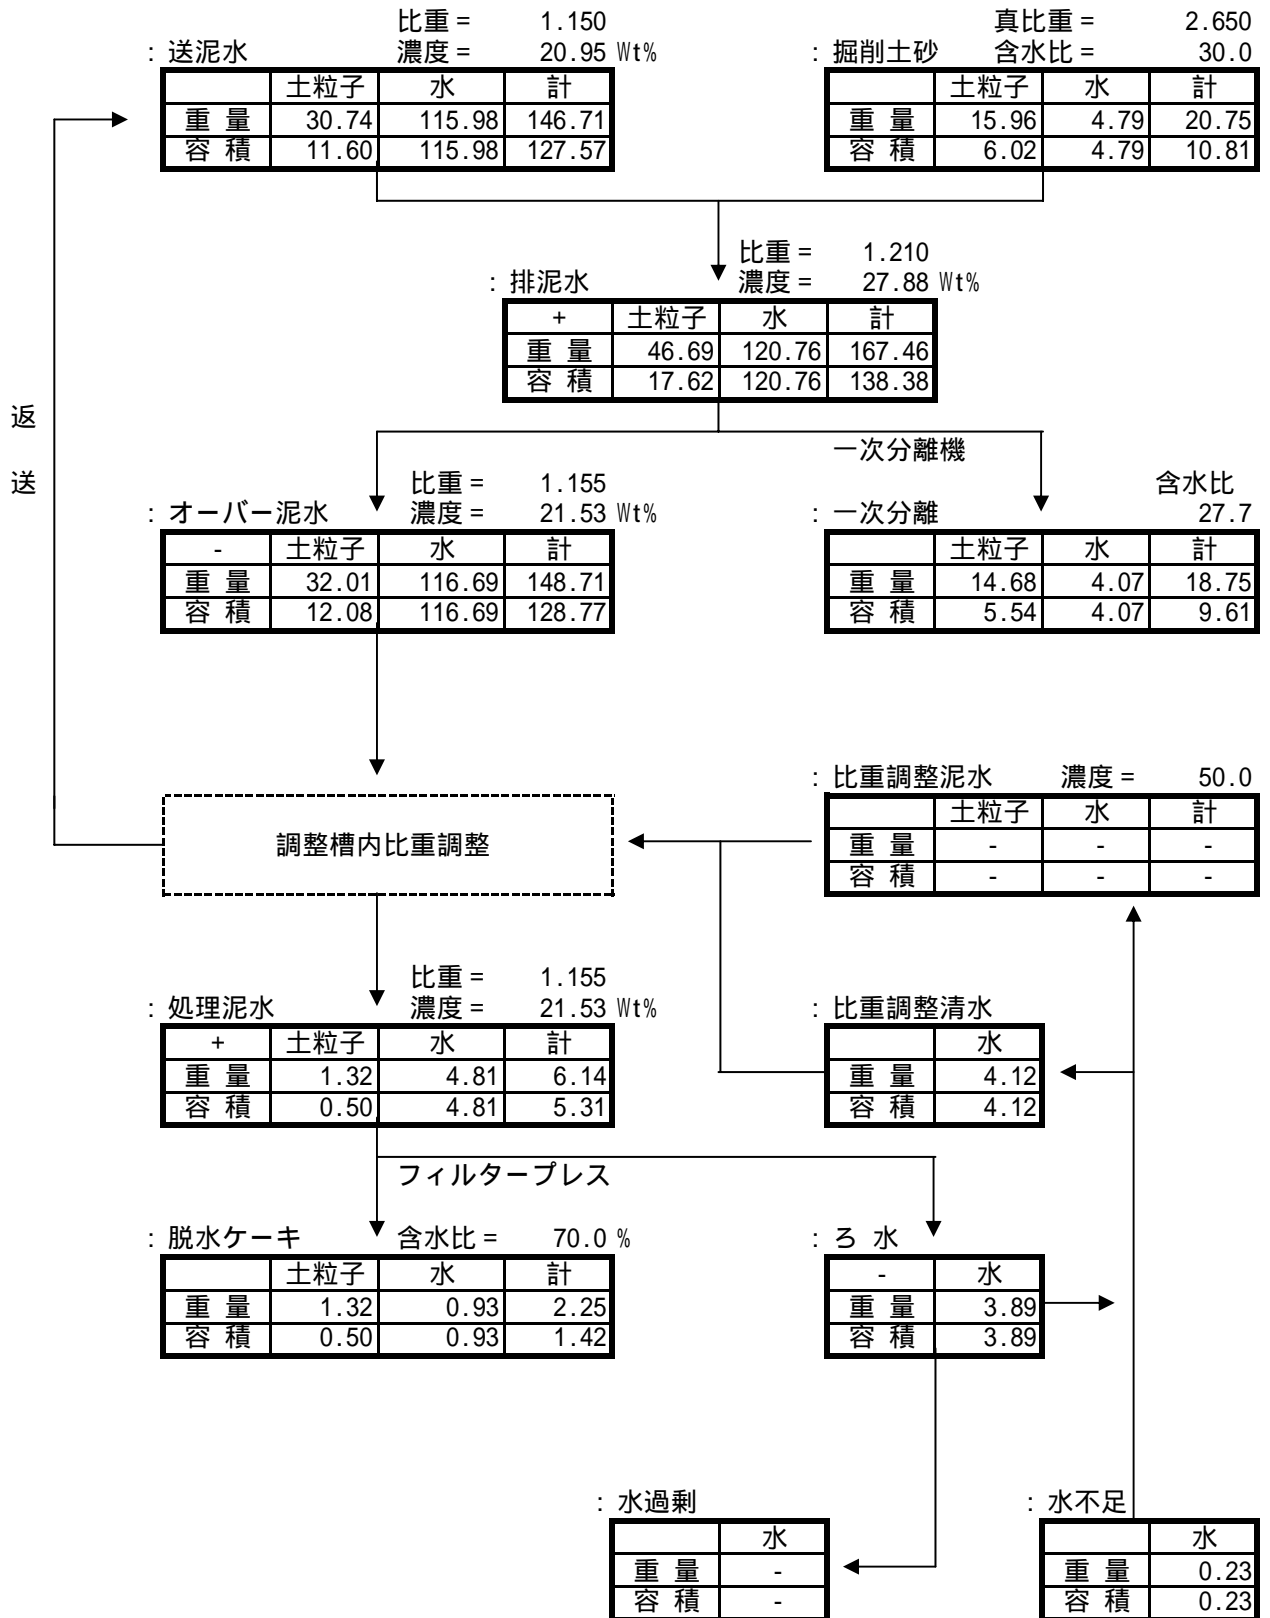 比重 = 1.150
: 送泥水 濃度 = 20.95 Wt%
土粒子 水 計
重 量 30.74 115.98 146.71
容 積 11.60 115.98 127.57
真比重 = 2.650
: 掘削土砂 含水比 = 30.0
土粒子 水 計
重 量 15.96 4.79 20.75
容 積 6.02 4.79 10.81
比重 = 1.210
: 排泥水 濃度 = 27.88 Wt%
+ 土粒子 水 計
重 量 46.69 120.76 167.46
容 積 17.62 120.76 138.38
返
送
一次分離機
比重 = 1.155
: オーバー泥水 濃度 = 21.53 Wt%
- 土粒子 水 計
重 量 32.01 116.69 148.71
容 積 12.08 116.69 128.77
含水比
: 一次分離 27.7
土粒子 水 計
重 量 14.68 4.07 18.75
容 積 5.54 4.07 9.61
調整槽内比重調整
: 比重調整泥水 濃度 = 50.0
土粒子 水 計
重 量 - - -
容 積 - - -
比重 = 1.155
: 処理泥水 濃度 = 21.53 Wt%
+ 土粒子 水 計
重 量 1.32 4.81 6.14
容 積 0.50 4.81 5.31
: 比重調整清水
水
重 量 4.12
容 積 4.12
フィルタープレス
: 脱水ケーキ 含水比 = 70.0 %
土粒子 水 計
重 量 1.32 0.93 2.25
容 積 0.50 0.93 1.42
: ろ 水
- 水
重 量 3.89
容 積 3.89
: 水過剰
水
重 量 -
容 積 -
: 水不足
水
重 量 0.23
容 積 0.23